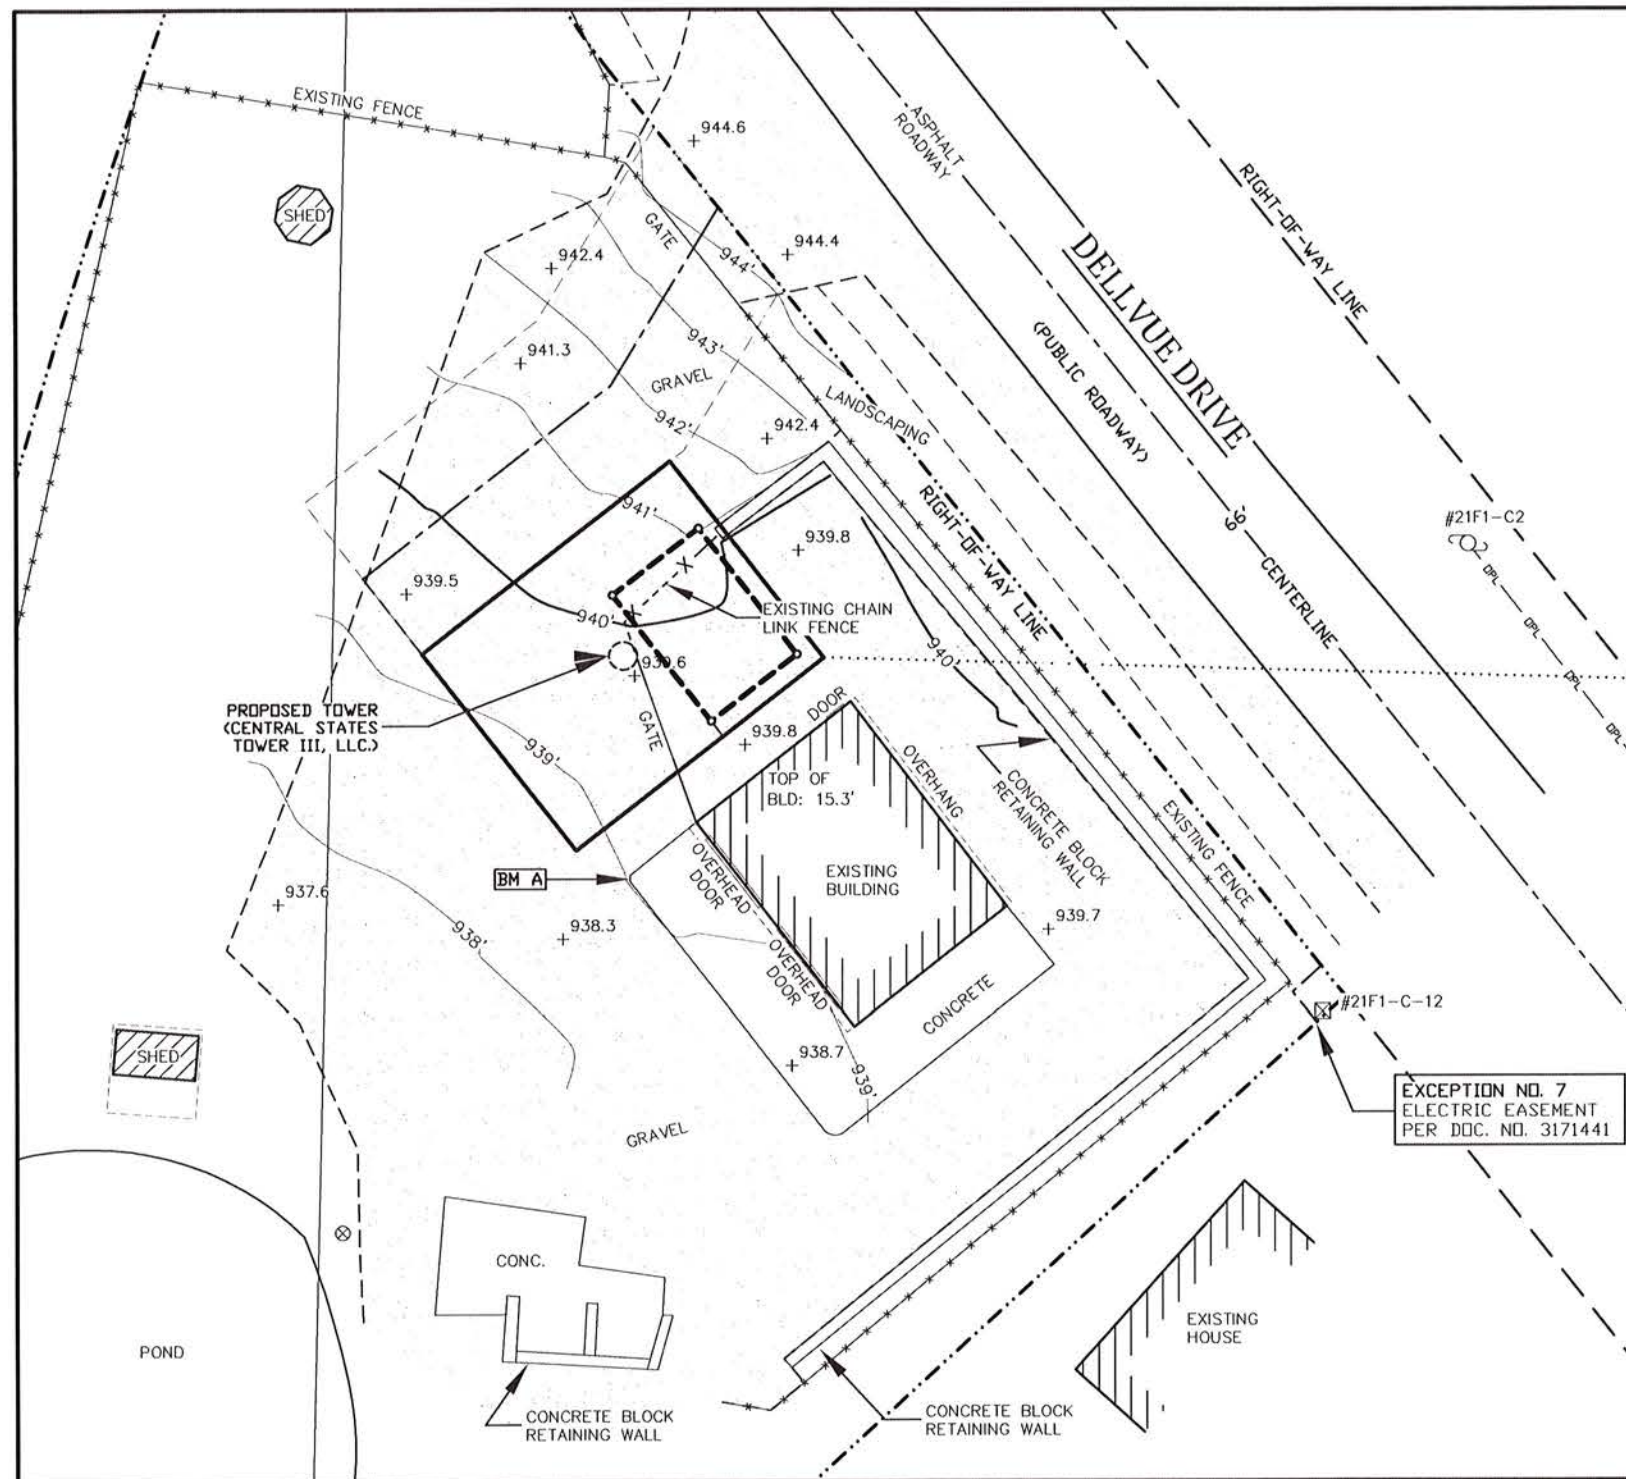 EXISTING FENCE
944.6
ASPHALT
ROADWAY
RIGHT-OF-WAY LINE
SHED
GATE
944.4
944'
942.4
DELLVUE DRIVE
(PUBLIC ROADWAY)
943'
941.3
GRAVEL
LANDSCAPING
942'
942.4
RIGHT-OF-WAY LINE
66'
CENTERLINE
#21F1-C2
OPL
OPL
OPL
OPL
941'
X
939.8
939.5
940'
X
EXISTING CHAIN
LINK FENCE
940'
939.6
PROPOSED TOWER
(CENTRAL STATES
TOWER III, LLC.)
GATE
DOOR
939.8
939'
TOP OF
BLD: 15.3'
OVERHANG
CONCRETE BLOCK
RETAINING WALL
EXISTING FENCE
OVERHEAD
DOOR
EXISTING
BUILDING
BM A
937.6
938.3
938'
939.7
OVERHEAD
DOOR
CONCRETE
#21F1-C-12
SHED
938.7
939'
EXCEPTION NO. 7
ELECTRIC EASEMENT
PER DOC. NO. 3171441
GRAVEL
CONC.
POND
EXISTING
HOUSE
CONCRETE BLOCK
RETAINING WALL
CONCRETE BLOCK
RETAINING WALL